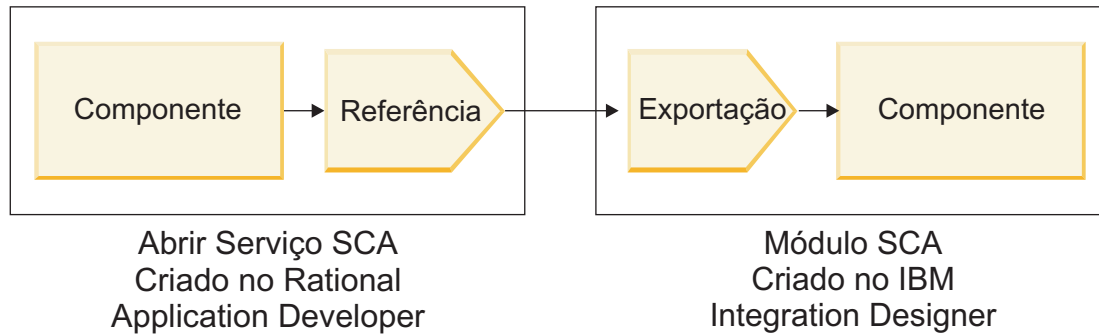 Componente
Referência
Exportação
Componente
Abrir Serviço SCA
Criado no Rational
Application Developer
Módulo SCA
Criado no IBM
Integration Designer